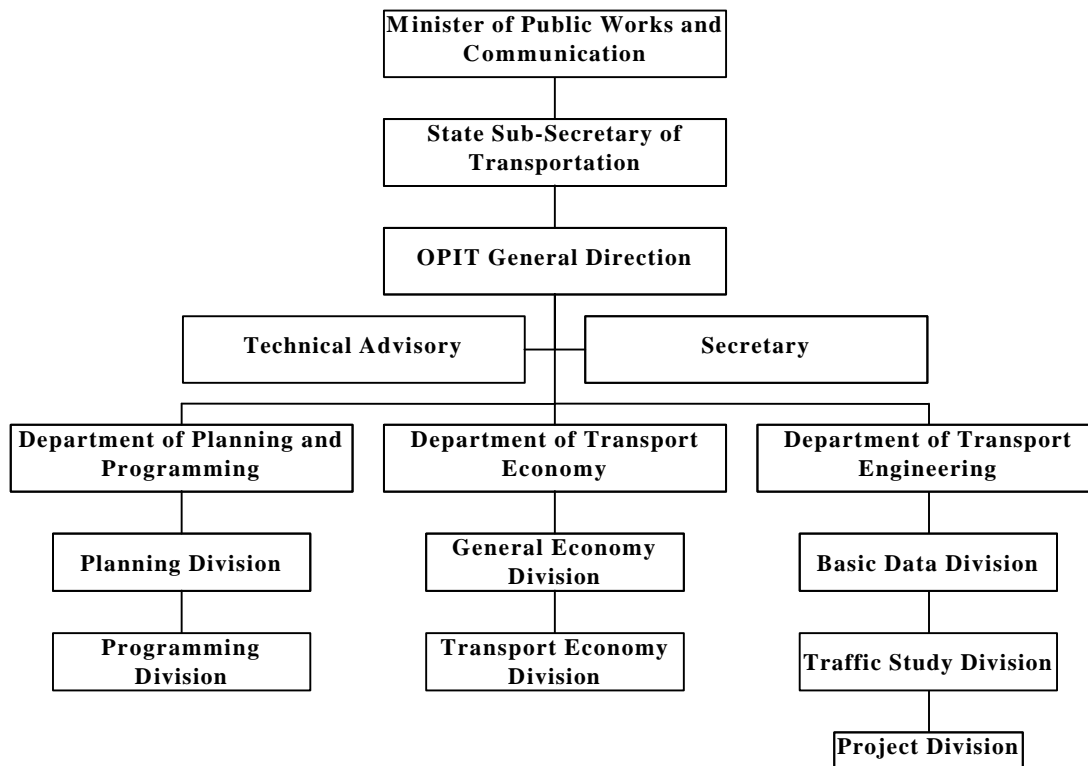 Minister of Public Works and
Communication
State Sub-Secretary of
Transportation
OPIT General Direction
Technical Advisory
Secretary
Department of Planning and
Programming
Department of Transport
Economy
Department of Transport
Engineering
Planning Division
General Economy
Division
Basic Data Division
Programming
Division
Transport Economy
Division
Traffic Study Division
Project Division